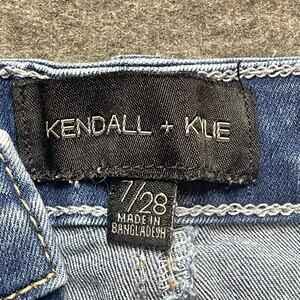 KENDALL + KYLIE
7/28
MADE IN
BANGLADESH